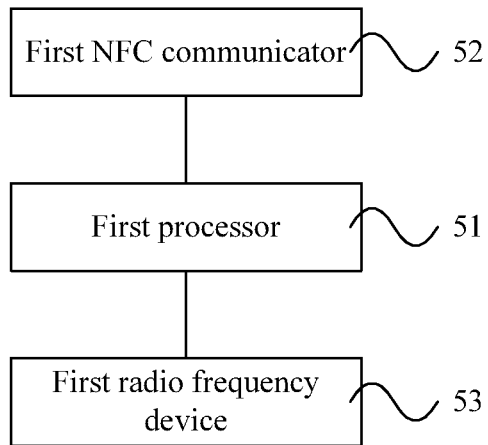 First NFC communicator 52
First processor 51
First radio frequency
device 53